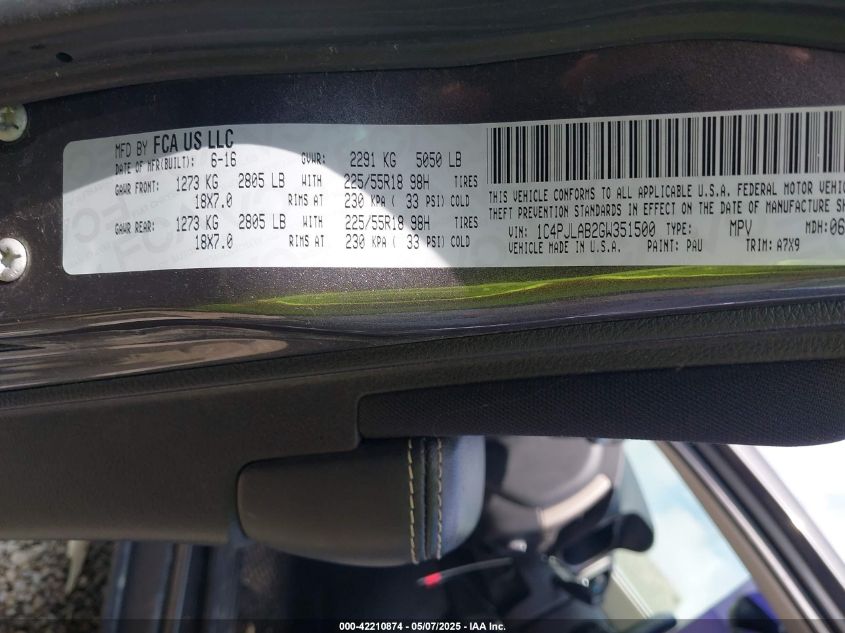 MFD BY FCA US LLC
DATE OF MFR(BUILT): 6-16 GVWR: 2291 KG 5050 LB
GAWR FRONT: 1273 KG 2805 LB WITH 225/55R18 98H TIRES
18X7.0 RIMS AT 230 KPA ( 33 PSI) COLD
GAWR REAR: 1273 KG 2805 LB WITH 225/55R18 98H TIRES
18X7.0 RIMS AT 230 KPA ( 33 PSI) COLD
THIS VEHICLE CONFORMS TO ALL APPLICABLE U.S.A. FEDERAL MOTOR VEHIC
THEFT PREVENTION STANDARDS IN EFFECT ON THE DATE OF MANUFACTURE SH
VIN: 1C4PJLAB2GW351500 TYPE: MPV MDH: 06
VEHICLE MADE IN U.S.A. PAINT: PAU TRIM: A7X9
000-42210874 - 05/07/2025 - IAA Inc.